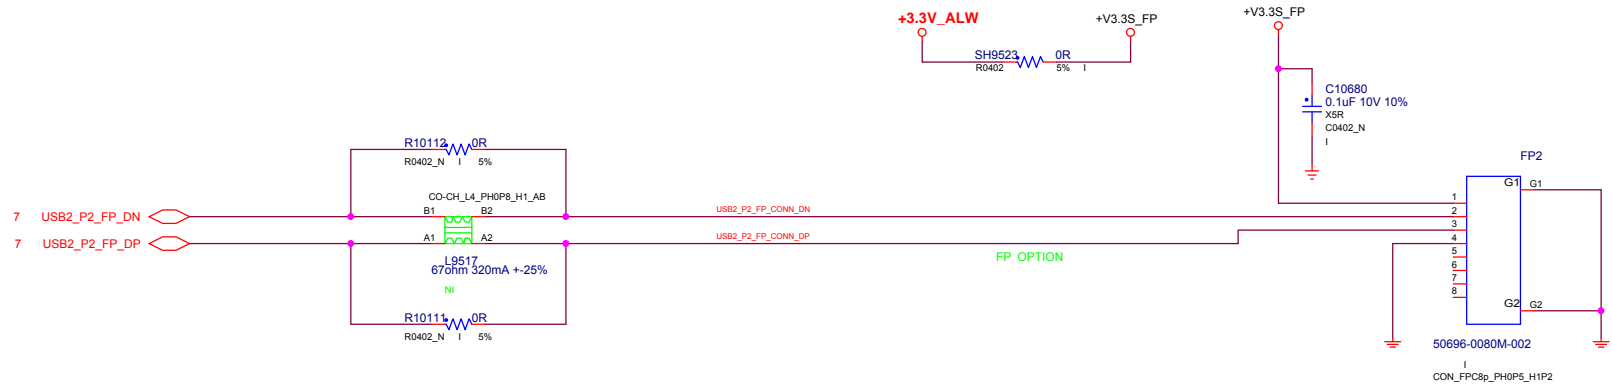 +3.3V_ALW
+V3.3S_FP
+V3.3S_FP
SH9523 0R
R0402 5% I
C10680
0.1uF 10V 10%
X5R
C0402_N
I
R10112 0R
R0402_N I 5%
FP2
CO-CH_L4_PH0P8_H1_AB
G1 G1
1
7 USB2_P2_FP_DN B1 B2 USB2_P2_FP_CONN_DN 2
3
7 USB2_P2_FP_DP A1 A2 USB2_P2_FP_CONN_DP 4
5
FP OPTION
L9517
67ohm 320mA +-25%
6
7
NI
8
G2 G2
R10111 0R
R0402_N I 5%
50696-0080M-002
I
CON_FPC8p_PH0P5_H1P2